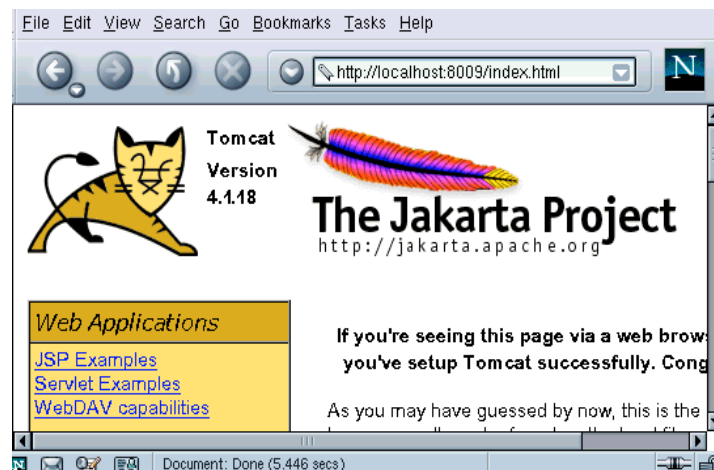 File Edit View Search Go Bookmarks Tasks Help
http://localhost:8009/index.html
N
Tomcat
Version
4.1.18
The Jakarta Project
http://jakarta.apache.org
Web Applications
JSP Examples
Servlet Examples
WebDAV capabilities
If you're seeing this page via a web brow
you've setup Tomcat successfully. Cong
As you may have guessed by now, this is the
Document: Done (5.446 secs)